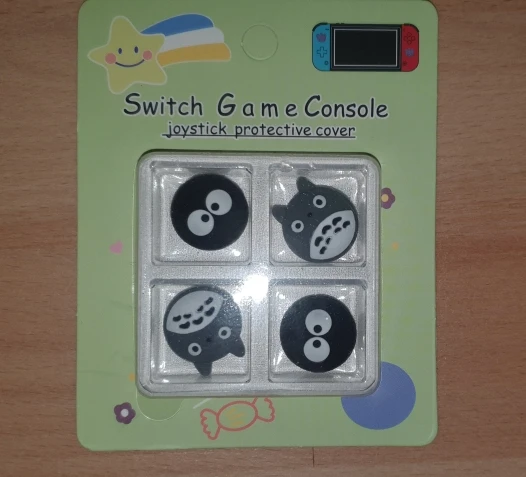 Switch Game Console
joystick protective cover